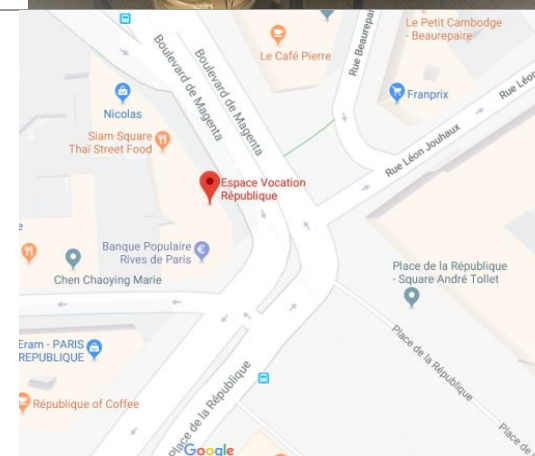 Le Petit Cambodge
- Beaurepaire
Boulevard de Magenta
Boulevard de Magenta
Rue Beaurepai
Le Café Pierre
Nicolas
Franprix
Rue Léon
Siam Square
Thaï Street Food
Rue Léon Jouhaux
Espace Vocation
République
Banque Populaire
Rives de Paris
Chen Chaoying Marie
Place de la République
- Square André Tollet
Eram - PARIS
REPUBLIQUE
Place de la République
République of Coffee
Place de la République
Place de
Google